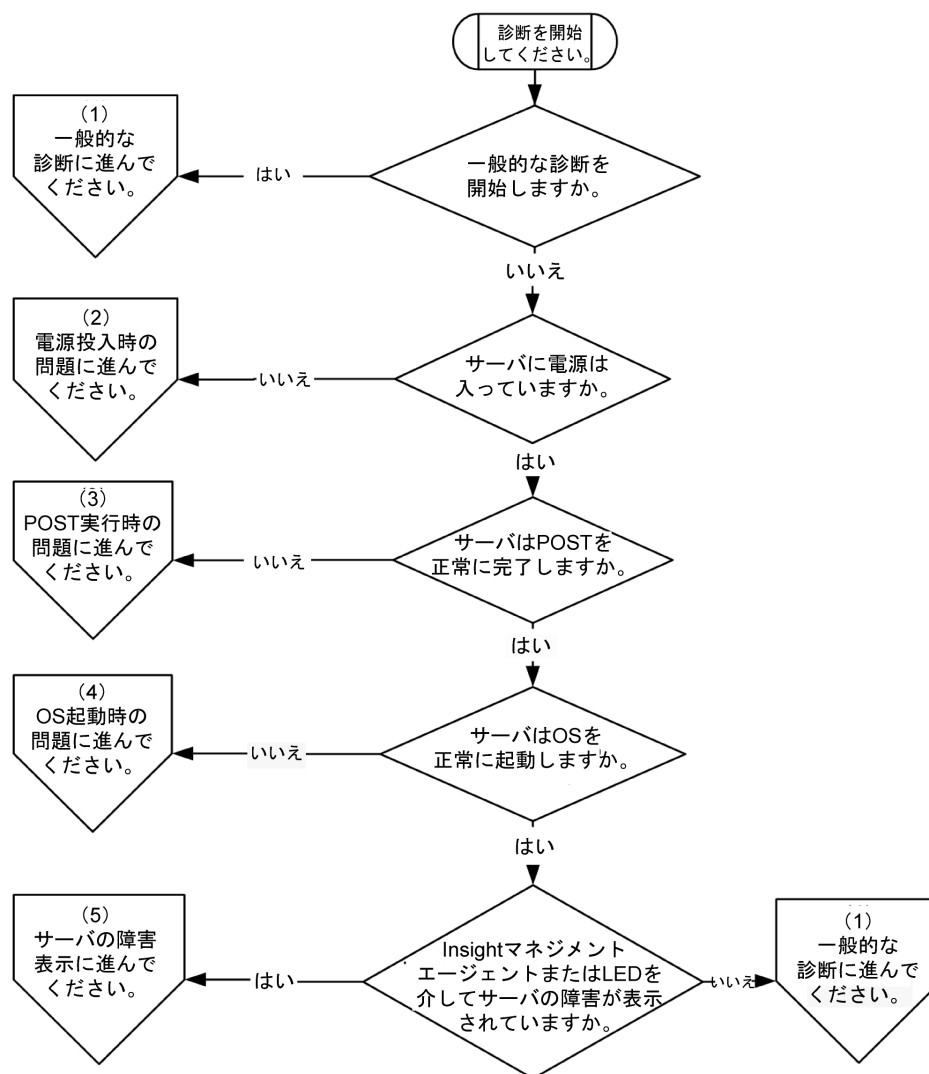 診断を開始
してください。
(1)
一般的な
診断に進んで
ください。
はい
一般的な診断を
開始しますか。
いいえ
(2)
電源投入時の
問題に進んで
ください。
いいえ
サーバに電源は
入っていますか。
はい
(3)
POST実行時の
問題に進んで
ください。
いいえ
サーバはPOSTを
正常に完了しますか。
はい
(4)
OS起動時の
問題に進んで
ください。
いいえ
サーバはOSを
正常に起動しますか。
はい
(5)
サーバの障害
表示に進んで
ください。
はい
Insightマネジメント
エージェントまたはLEDを
介してサーバの障害が表示
されていますか。
いいえ
(1)
一般的な
診断に進んで
ください。